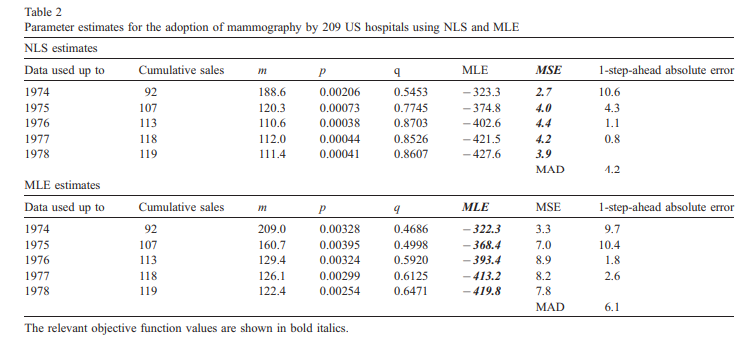 Table 2
Parameter estimates for the adoption of mammography by 209 US hospitals using NLS and MLE
NLS estimates
Data used up to Cumulative sales m p q MLE MSE 1-step-ahead absolute error
1974 92 188.6 0.00206 0.5453 −323.3 2.7 10.6
1975 107 120.3 0.00073 0.7745 −374.8 4.0 4.3
1976 113 110.6 0.00038 0.8703 −402.6 4.4 1.1
1977 118 112.0 0.00044 0.8526 −421.5 4.2 0.8
1978 119 111.4 0.00041 0.8607 −427.6 3.9
MAD 4.2
MLE estimates
Data used up to Cumulative sales m p q MLE MSE 1-step-ahead absolute error
1974 92 209.0 0.00328 0.4686 −322.3 3.3 9.7
1975 107 160.7 0.00395 0.4998 −368.4 7.0 10.4
1976 113 129.4 0.00324 0.5920 −393.4 8.9 1.8
1977 118 126.1 0.00299 0.6125 −413.2 8.2 2.6
1978 119 122.4 0.00254 0.6471 −419.8 7.8
MAD 6.1
The relevant objective function values are shown in bold italics.